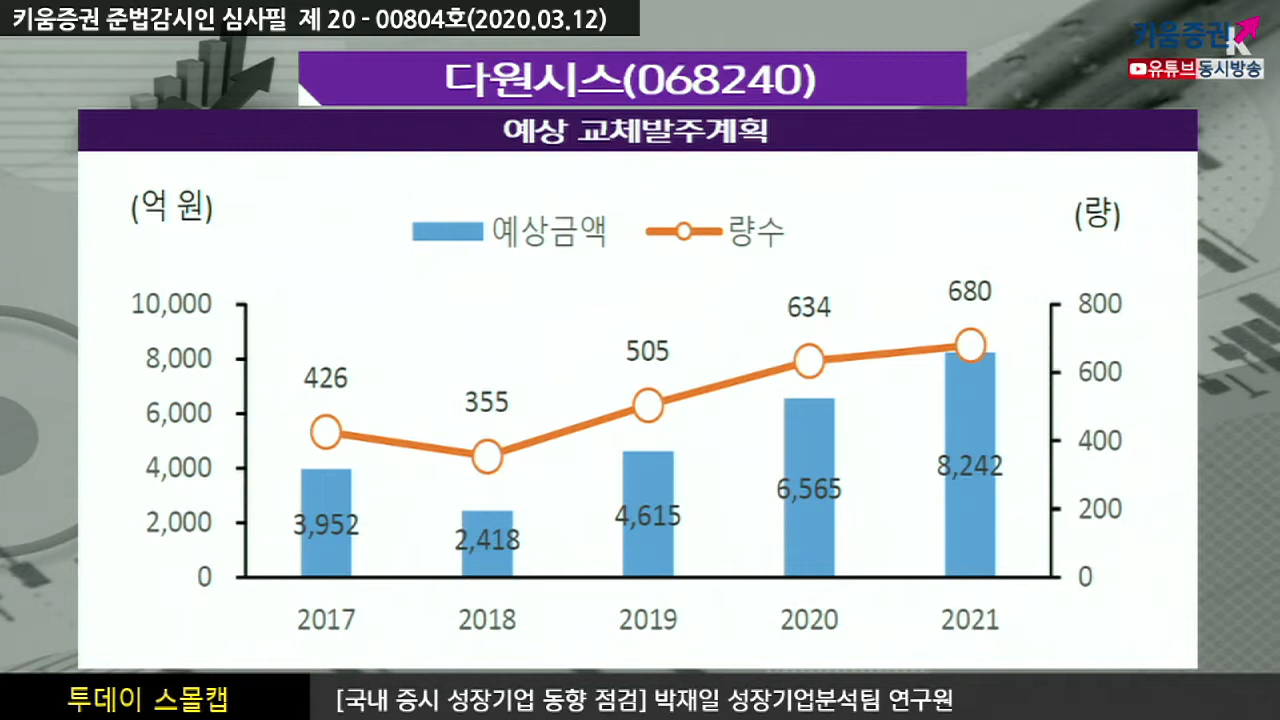 키움증권 준법감시인 심사필 제 20 - 00804호(2020.03.12)
키움증권
유튜브동시방송
다원시스(068240)
예상 교체발주계획
(억 원)
(량)
예상금액
량수
10,000
8,000
6,000
4,000
2,000
0
800
600
400
200
0
426
355
505
634
680
3,952
2,418
4,615
6,565
8,242
2017
2018
2019
2020
2021
투데이 스몰캡
[국내 증시 성장기업 동향 점검] 박재일 성장기업분석팀 연구원